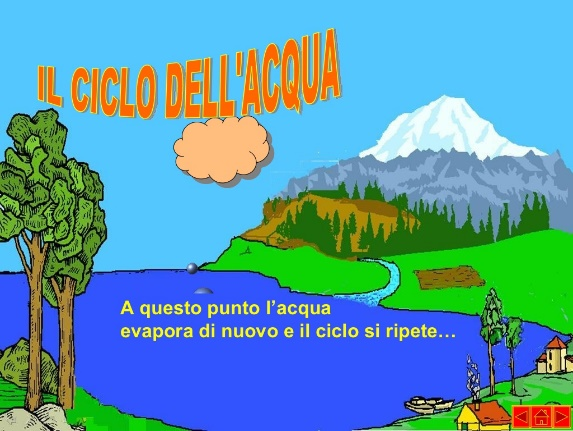 IL CICLO DELL'ACQUA
A questo punto l’acqua
evapora di nuovo e il ciclo si ripete…